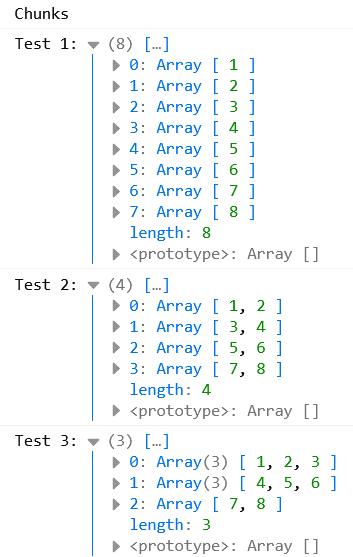 Chunks
Test 1: (8) […]
0: Array [ 1 ]
1: Array [ 2 ]
2: Array [ 3 ]
3: Array [ 4 ]
4: Array [ 5 ]
5: Array [ 6 ]
6: Array [ 7 ]
7: Array [ 8 ]
length: 8
<prototype>: Array []
Test 2: (4) […]
0: Array [ 1, 2 ]
1: Array [ 3, 4 ]
2: Array [ 5, 6 ]
3: Array [ 7, 8 ]
length: 4
<prototype>: Array []
Test 3: (3) […]
0: Array(3) [ 1, 2, 3 ]
1: Array(3) [ 4, 5, 6 ]
2: Array [ 7, 8 ]
length: 3
<prototype>: Array []